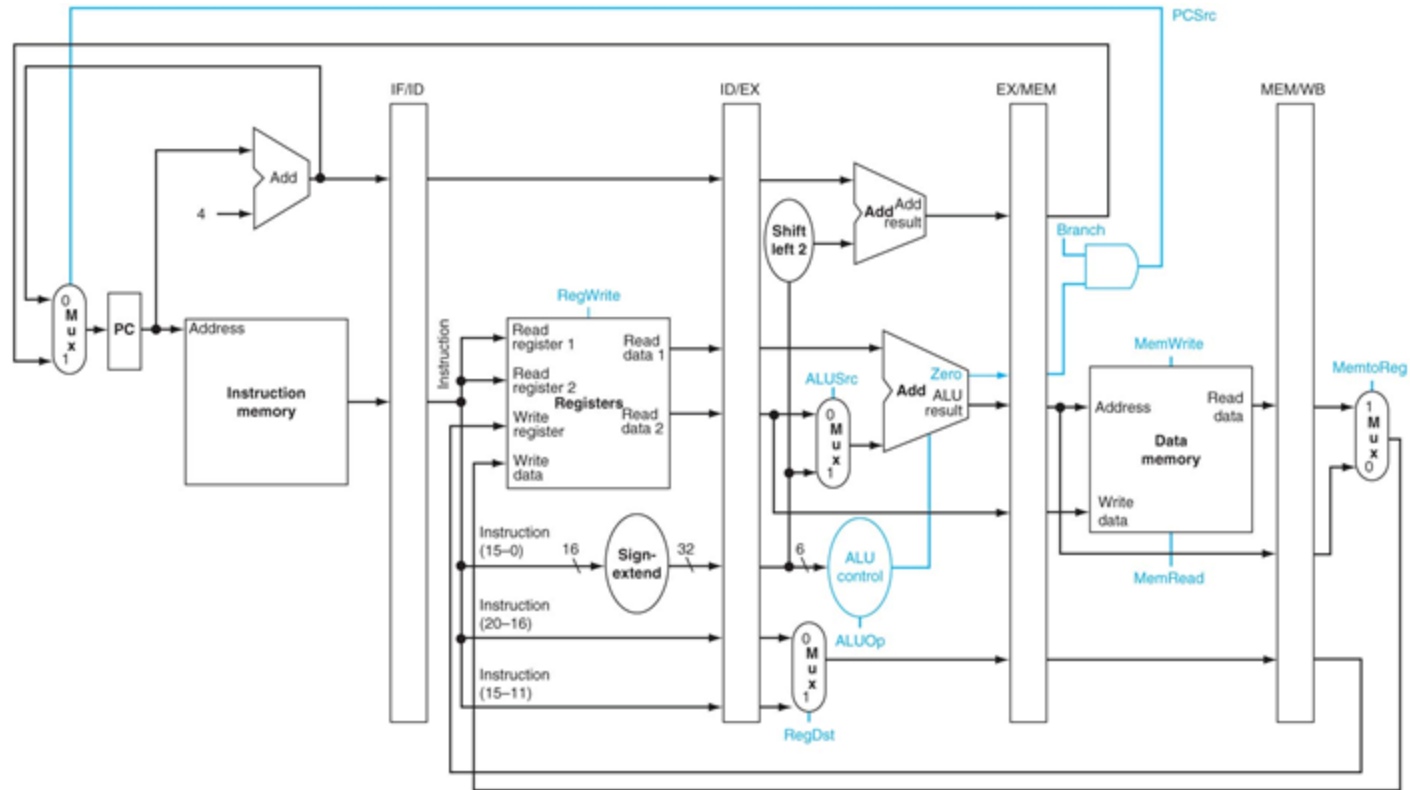 PCSrc
IF/ID
ID/EX
EX/MEM
MEM/WB
Add
4
Shift
left 2
Add
Add
result
Branch
0
M
u
x
1
PC
Address
Instruction
memory
Instruction
RegWrite
Read
register 1
Read
register 2
Write
register
Write
data
Registers
Read
data 1
Read
data 2
ALUSrc
0
M
u
x
1
Add
Zero
ALU
result
MemWrite
Address
Read
data
Data
memory
Write
data
MemRead
MemtoReg
1
M
u
x
0
Instruction
(15–0)
16
Sign-
extend
32
6
ALU
control
ALUOp
Instruction
(20–16)
Instruction
(15–11)
0
M
u
x
1
RegDst